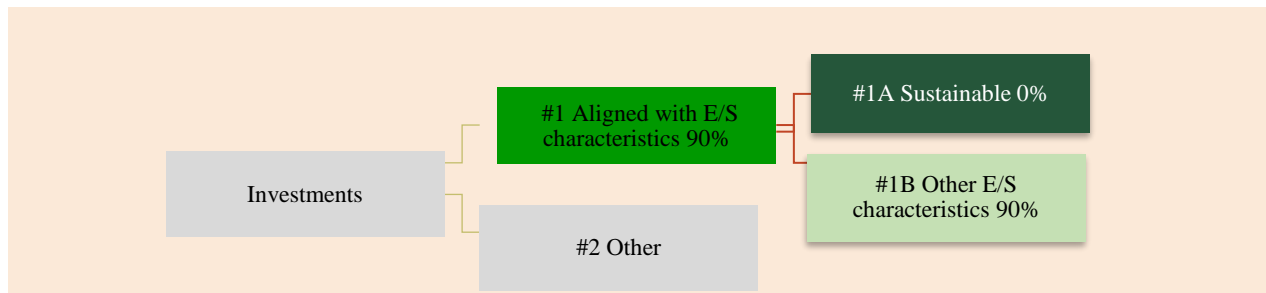 #1A Sustainable 0%
#1 Aligned with E/S
characteristics 90%
Investments
#1B Other E/S
characteristics 90%
#2 Other